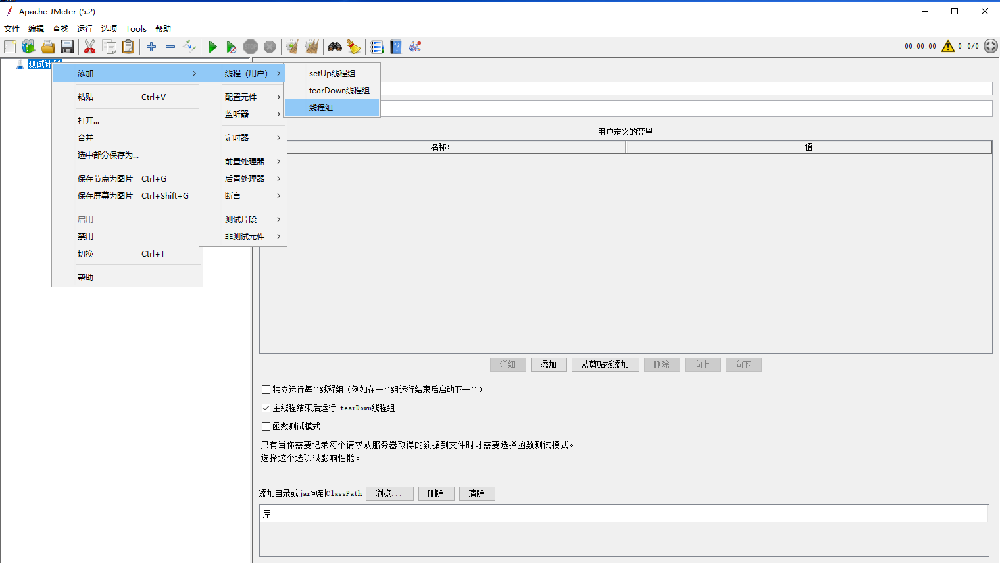 Apache JMeter (5.2)
文件 编辑 查找 运行 选项 Tools 帮助
00:00:00 0 0/0
测试计划
添加
粘贴 Ctrl+V
打开...
合并
选中部分保存为...
保存节点为图片 Ctrl+G
保存屏幕为图片 Ctrl+Shift+G
启用
禁用
切换 Ctrl+T
帮助
线程（用户）
配置元件
监听器
定时器
前置处理器
后置处理器
断言
测试片段
非测试元件
setUp线程组
tearDown线程组
线程组
用户定义的变量
名称: 值
详细 添加 从剪贴板添加 删除 向上 向下
独立运行每个线程组（例如在一个组运行结束后启动下一个）
主线程结束后运行 tearDown线程组
函数测试模式
只有当你需要记录每个请求从服务器取得的数据到文件时才需要选择函数测试模式。
选择这个选项很影响性能。
添加目录或jar包到ClassPath 浏览... 删除 清除
库